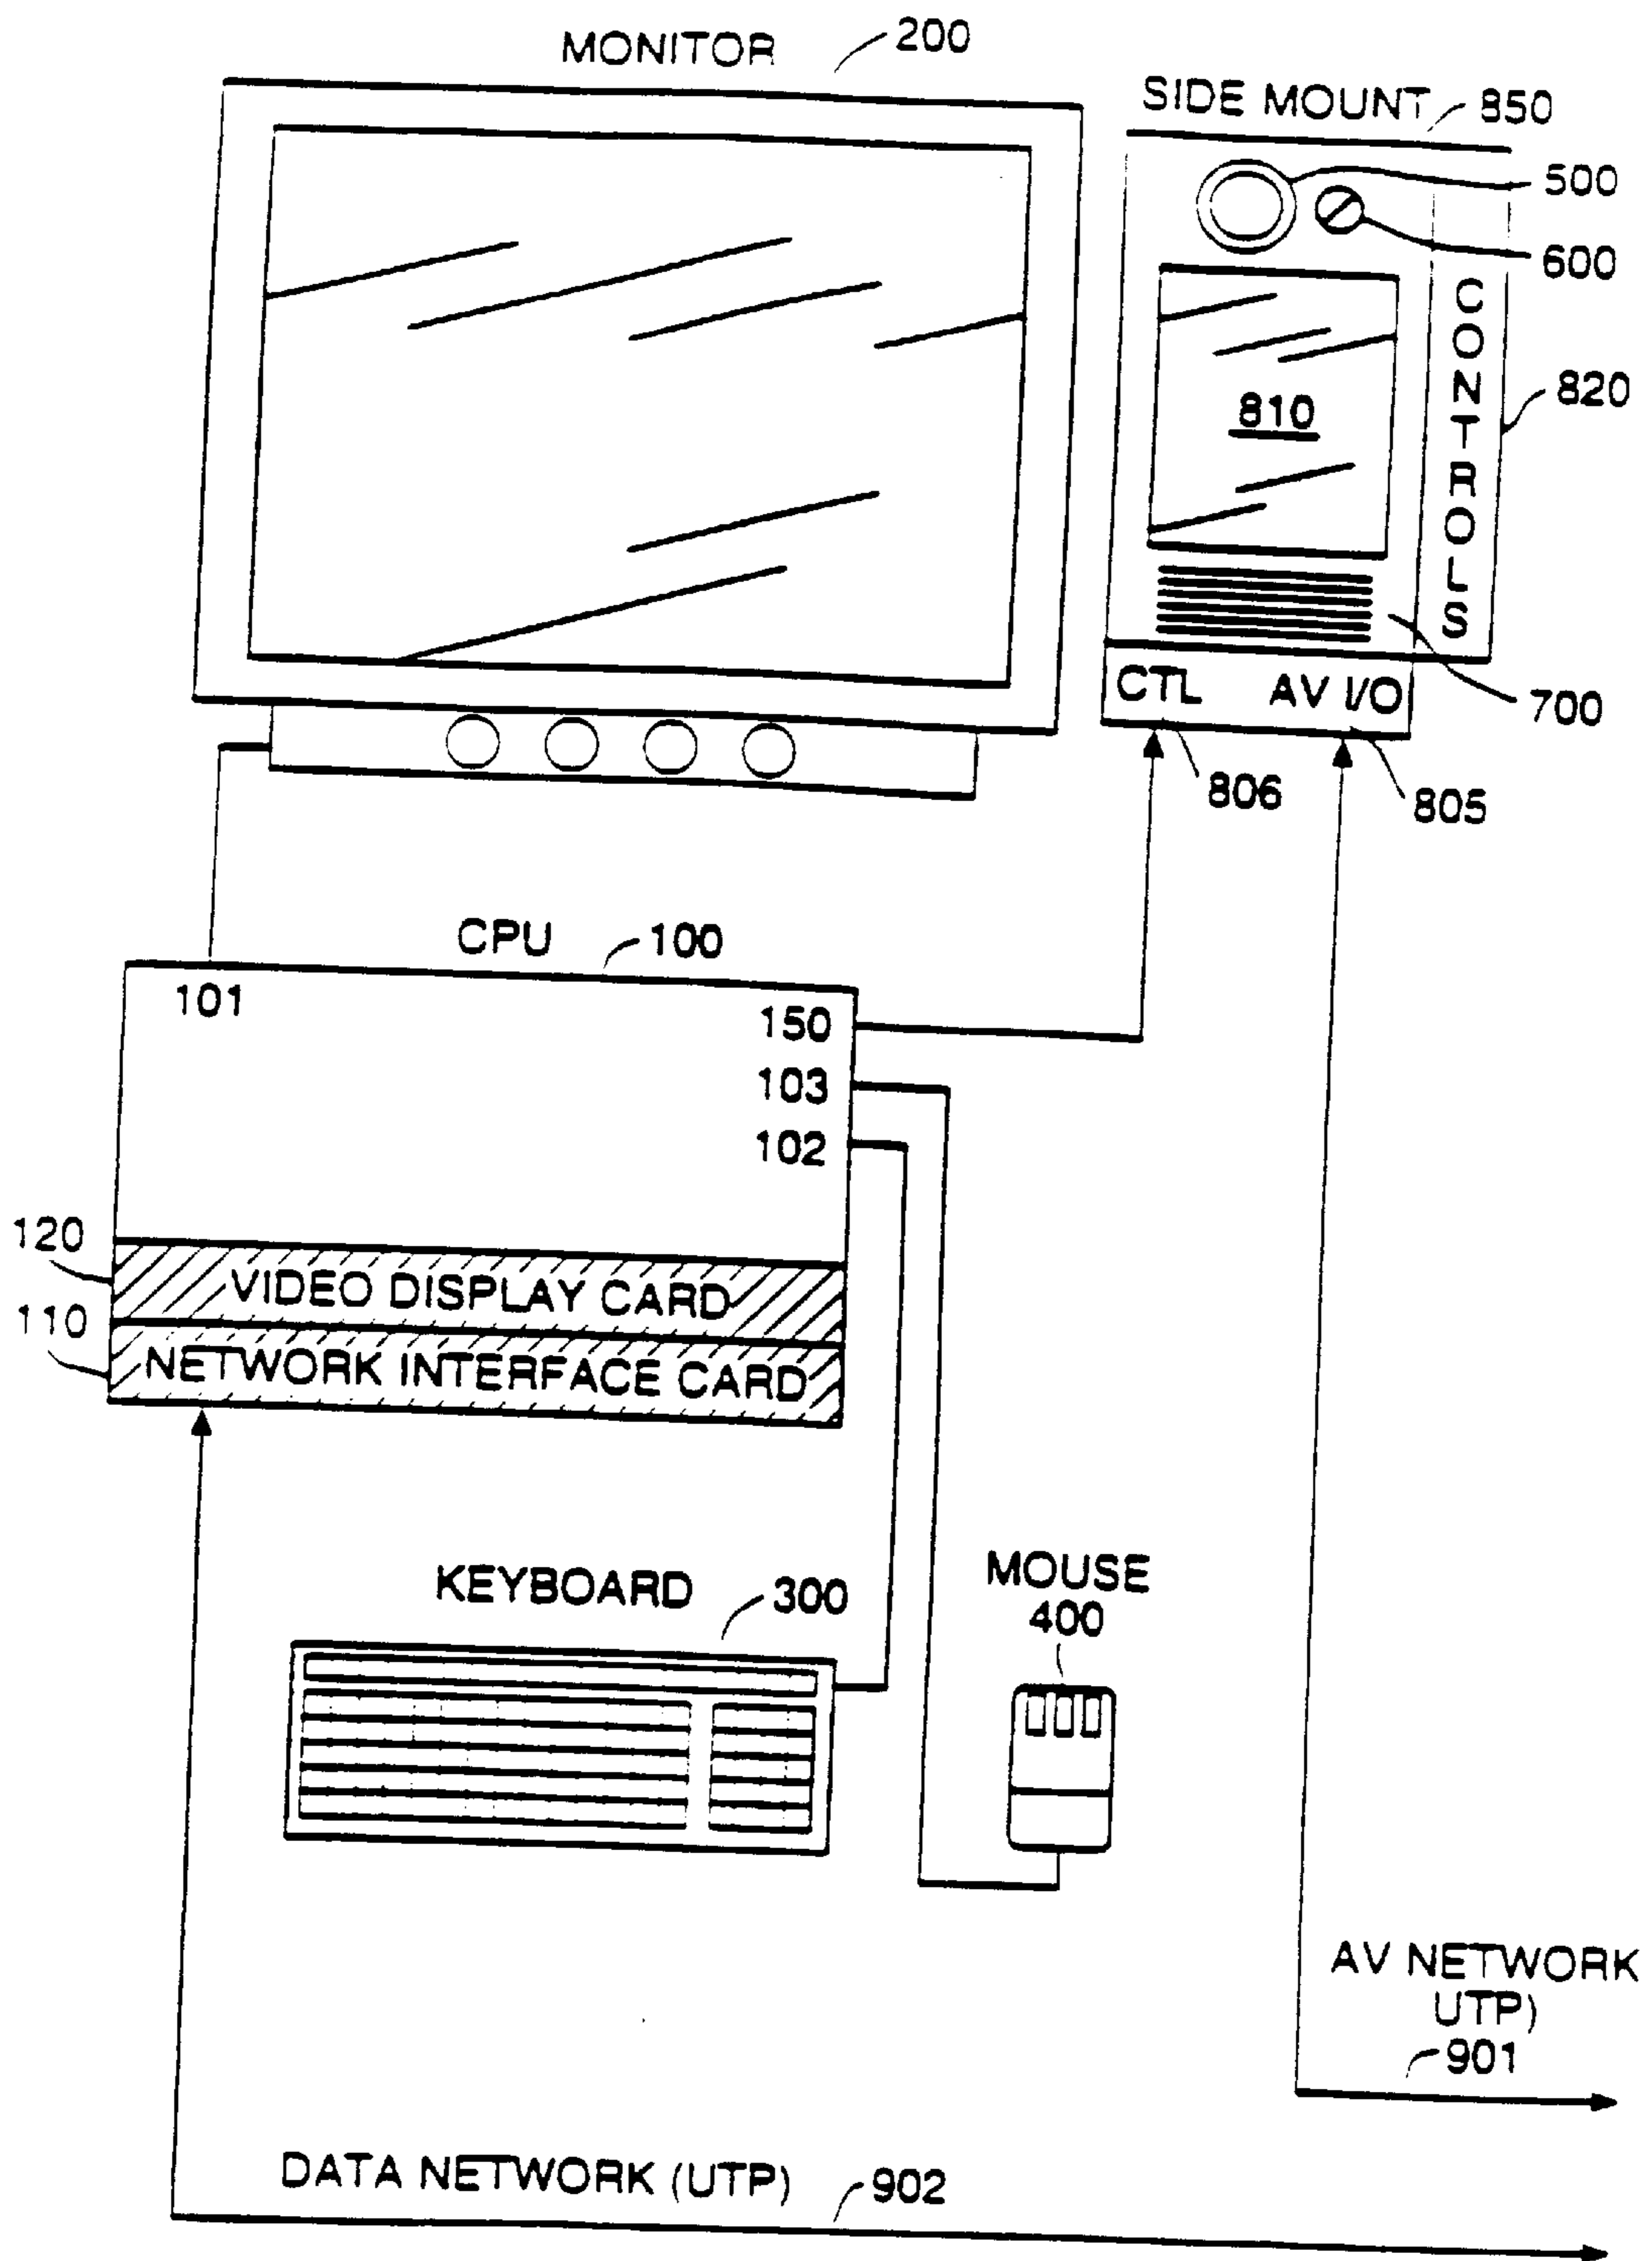 MONITOR 200
SIDE MOUNT 850
500
600
CONTROLS
820
810
700
CTL AV I/O
806
805
CPU 100
101
150
103
102
120
VIDEO DISPLAY CARD
110
NETWORK INTERFACE CARD
KEYBOARD 300
MOUSE
400
AV NETWORK
UTP)
901
DATA NETWORK (UTP) 902